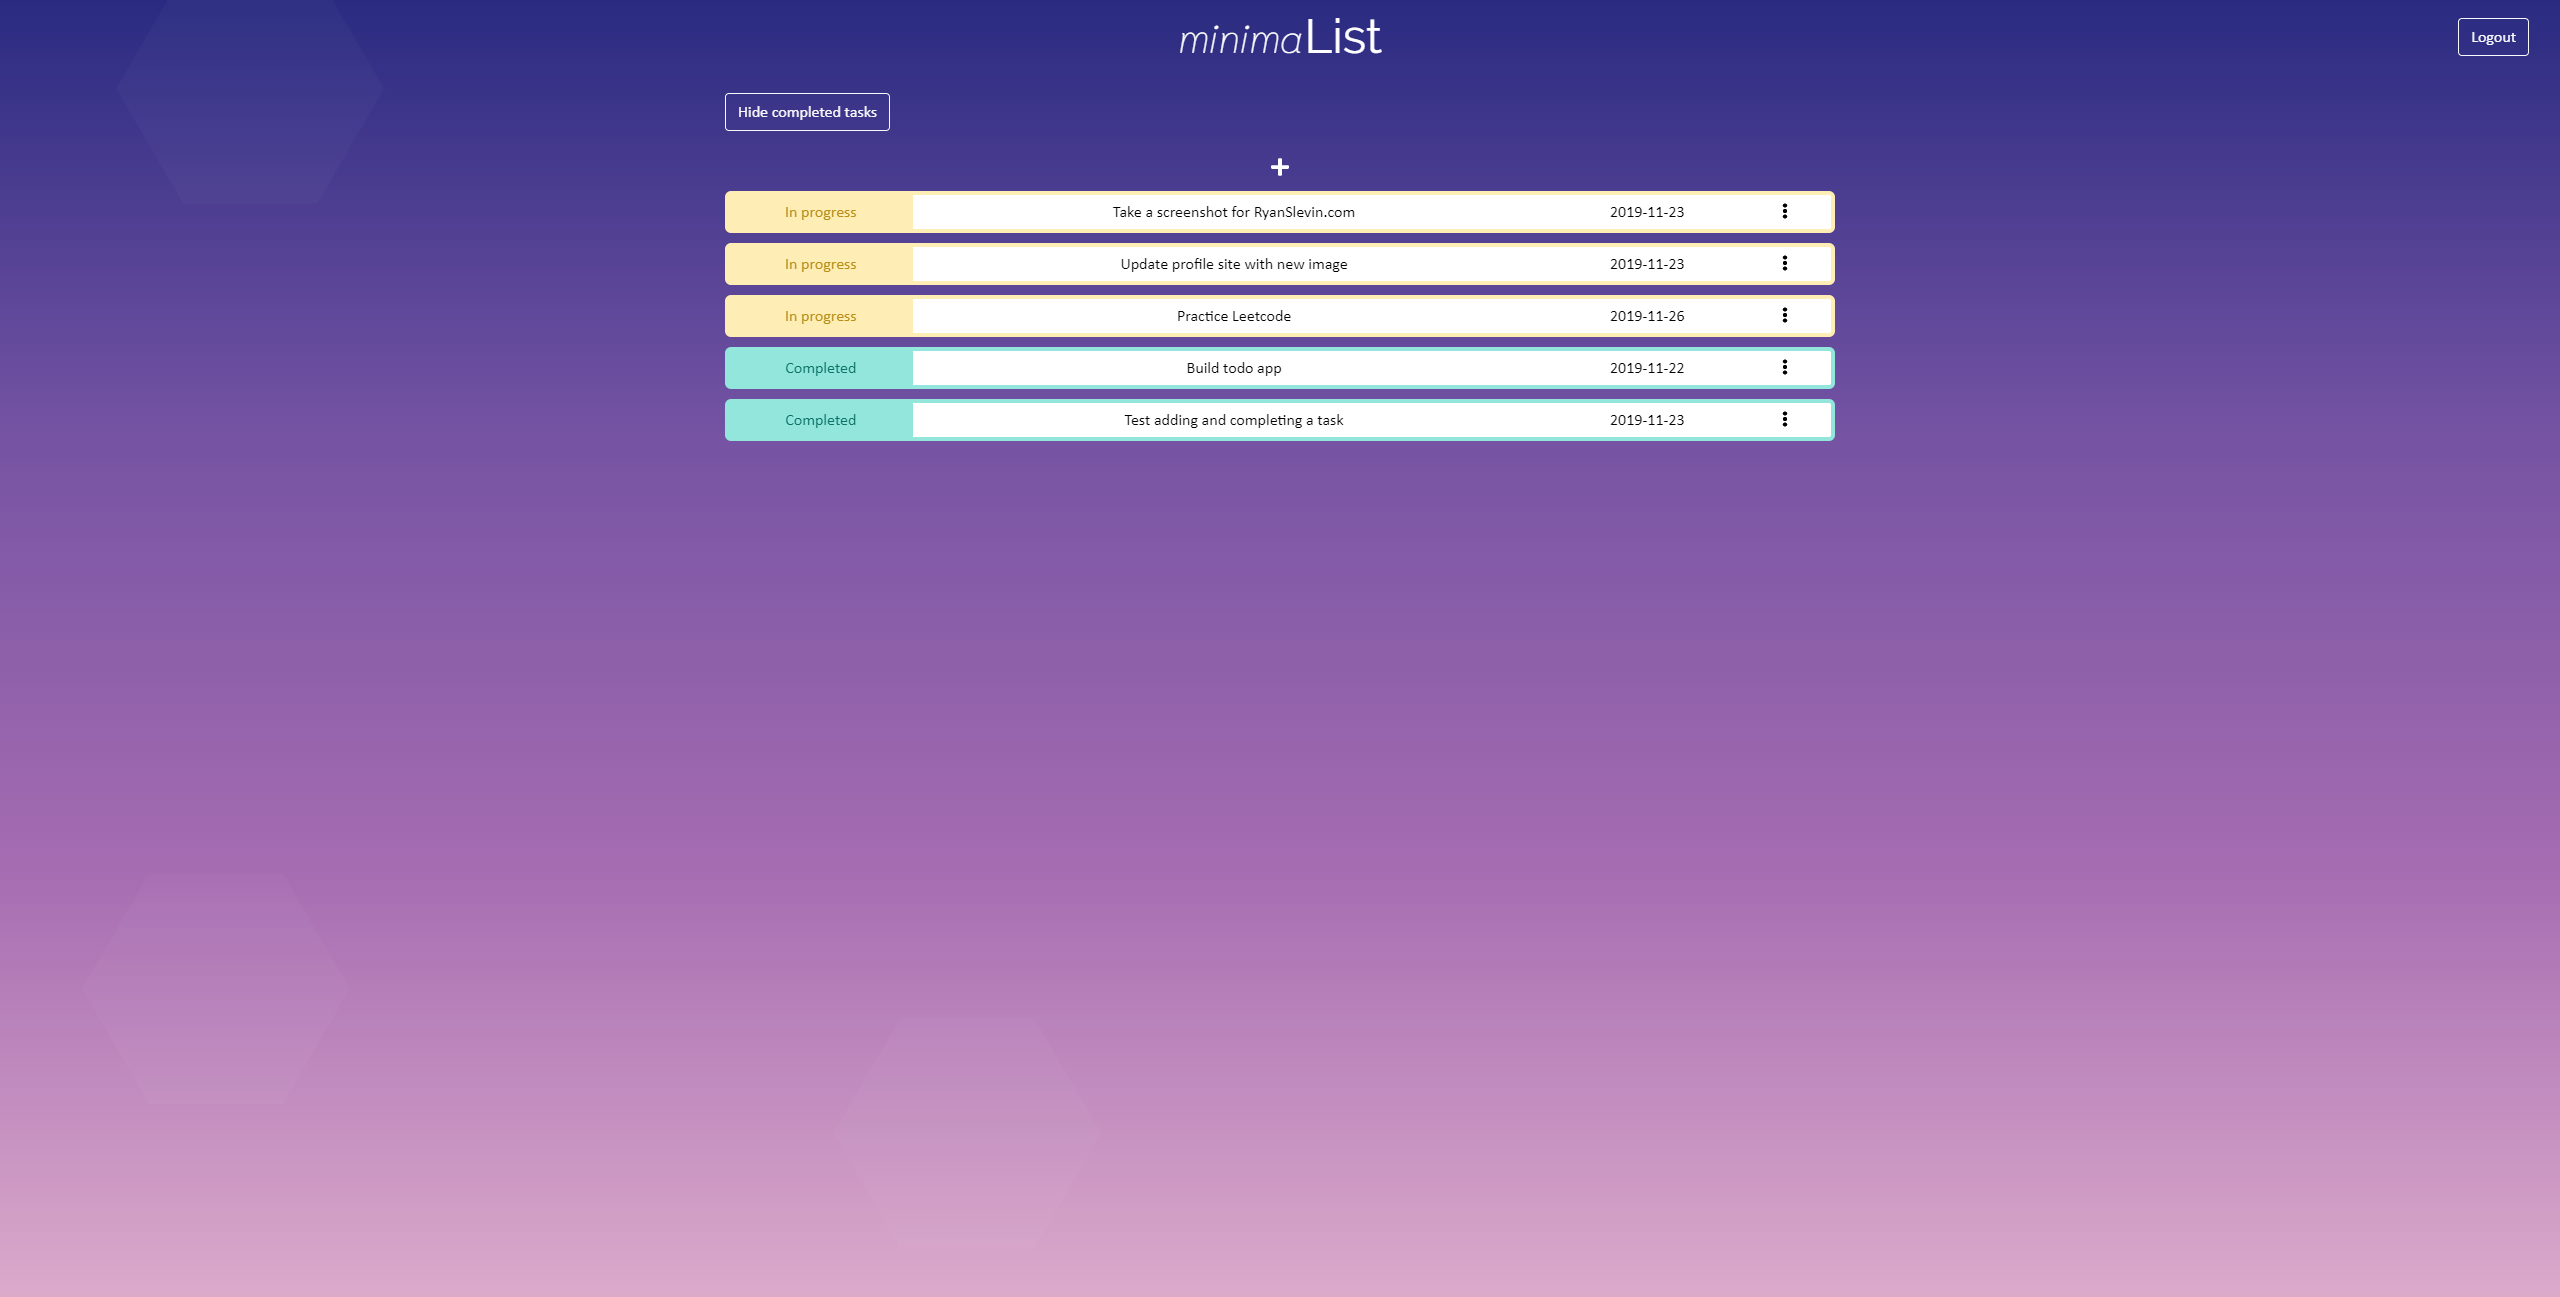 minimaList
Logout
Hide completed tasks
In progress Take a screenshot for RyanSlevin.com 2019-11-23
In progress Update profile site with new image 2019-11-23
In progress Practice Leetcode 2019-11-26
Completed Build todo app 2019-11-22
Completed Test adding and completing a task 2019-11-23